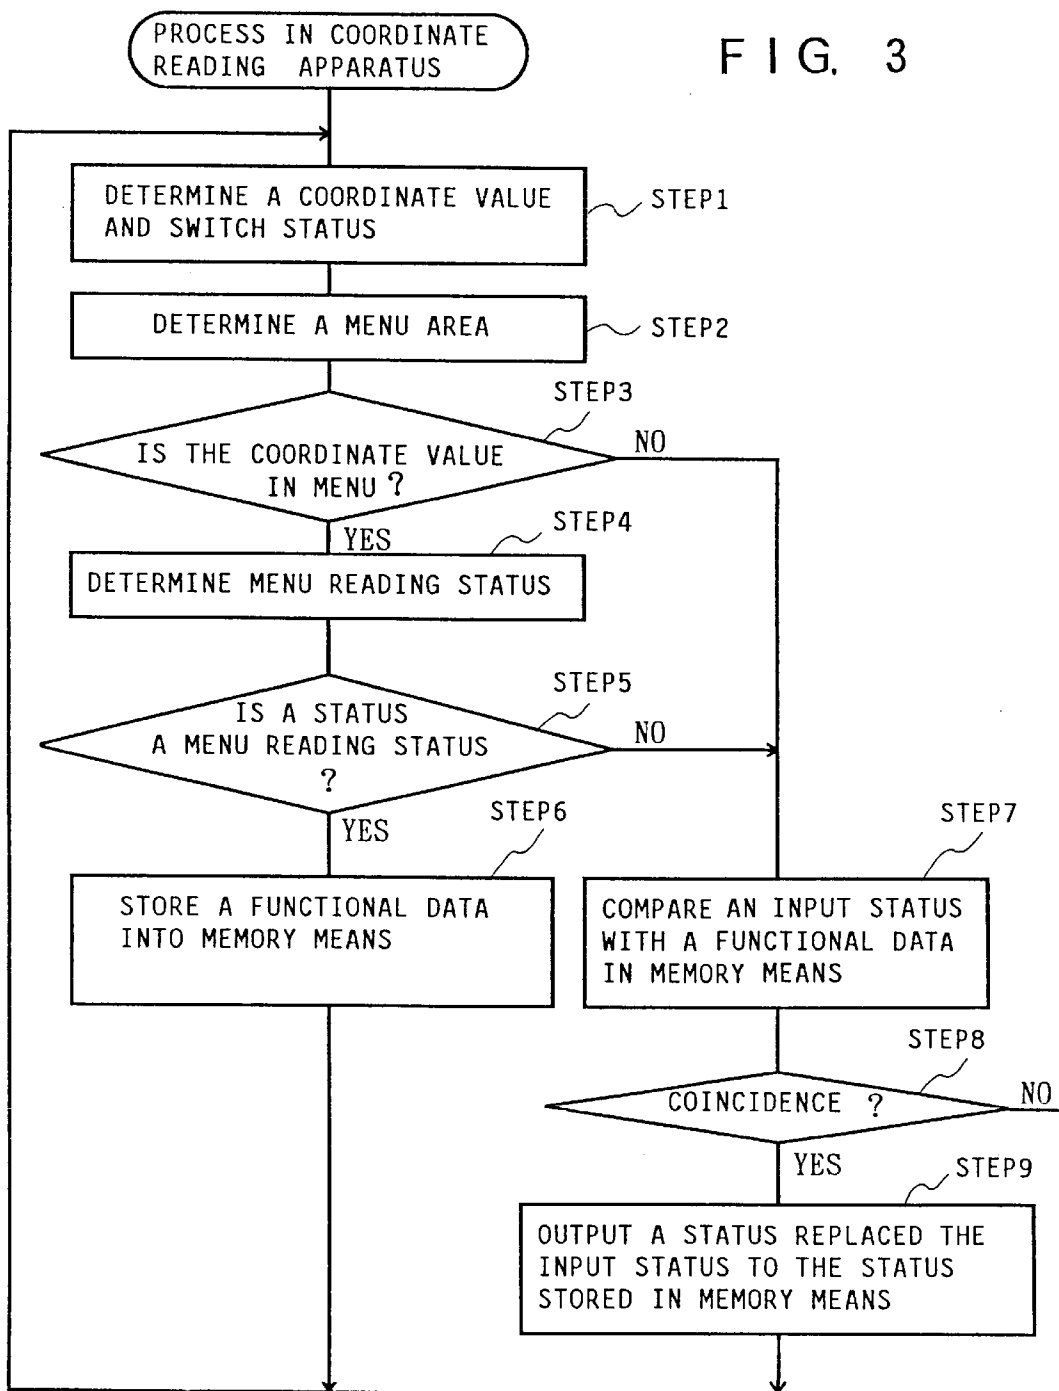 PROCESS IN COORDINATE
READING APPARATUS
FIG. 3
DETERMINE A COORDINATE VALUE
AND SWITCH STATUS
STEP1
DETERMINE A MENU AREA
STEP2
STEP3
IS THE COORDINATE VALUE
IN MENU?
NO
YES
STEP4
DETERMINE MENU READING STATUS
STEP5
IS A STATUS
A MENU READING STATUS
?
NO
YES
STEP6
STORE A FUNCTIONAL DATA
INTO MEMORY MEANS
STEP7
COMPARE AN INPUT STATUS
WITH A FUNCTIONAL DATA
IN MEMORY MEANS
STEP8
COINCIDENCE ?
NO
YES
STEP9
OUTPUT A STATUS REPLACED THE
INPUT STATUS TO THE STATUS
STORED IN MEMORY MEANS